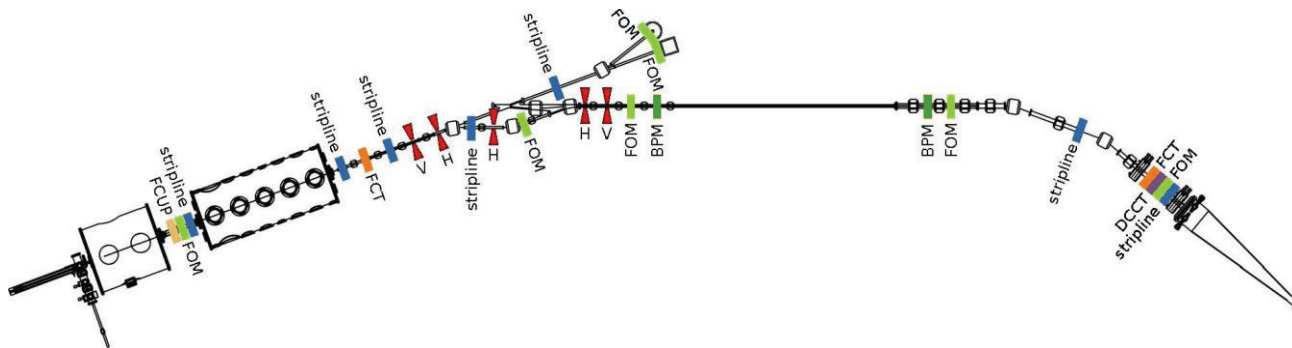 FCUP
stripline
FOM
stripline
FCT
stripline
V
H
stripline
H
FOM
stripline
FOM
FOM
H
V
FOM
BPM
BPM
FOM
stripline
FCT
FOM
DCCT
stripline